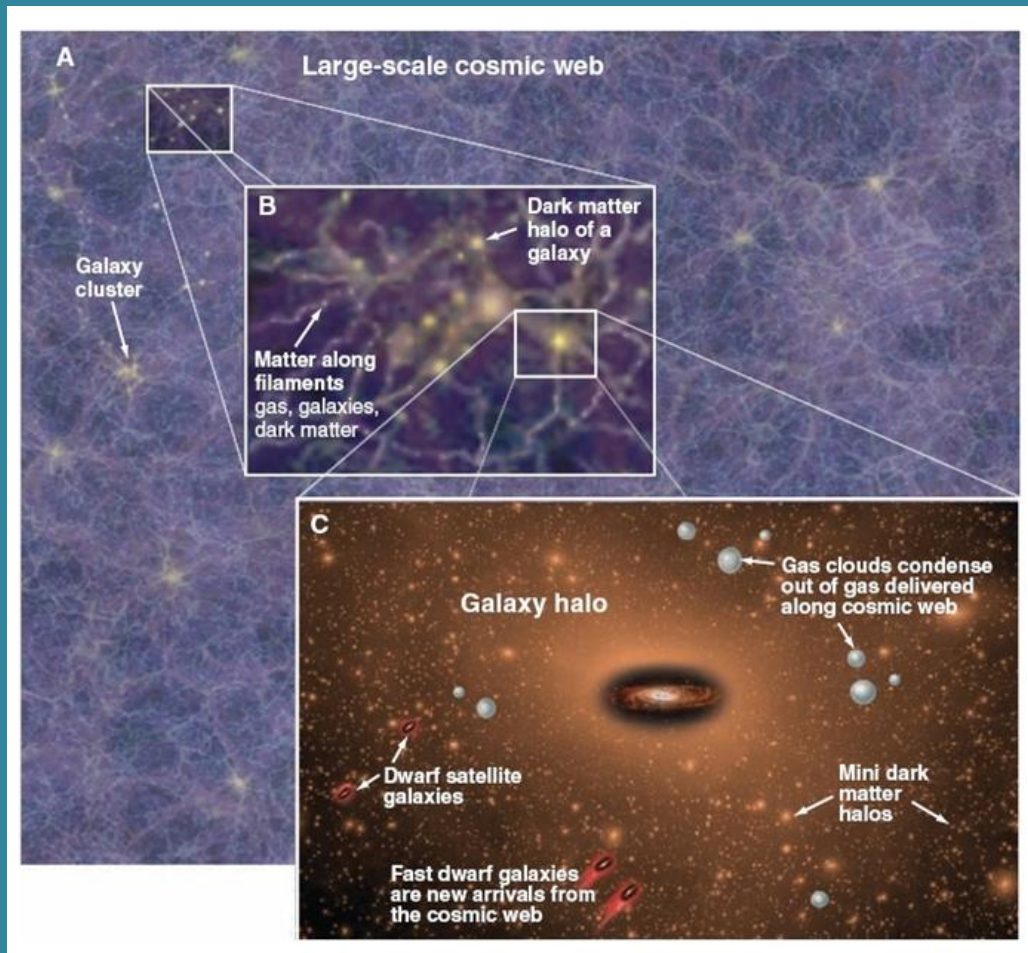 A
Large-scale cosmic web
B
Dark matter
halo of a
galaxy
Galaxy
cluster
Matter along
filaments
gas, galaxies,
dark matter
C
Gas clouds condense
out of gas delivered
along cosmic web
Galaxy halo
Dwarf satellite
galaxies
Mini dark
matter
halos
Fast dwarf galaxies
are new arrivals from
the cosmic web